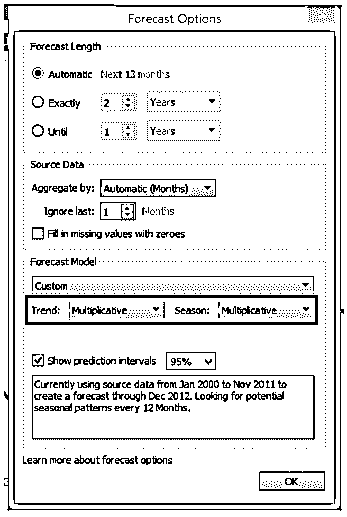 Forecast Options
Forecast Length
Automatic Next 13 months
Exactly 2 Years
Until 1 Years
Source Data
Aggregate by: Automatic (Months)
Ignore last: 1 Months
Fill in missing values with zeroes
Forecast Model
Custom
Trend: Multiplicative Season: Multiplicative
Show prediction intervals 95%
Currently using source data from Jan 2000 to Nov 2011 to
create a forecast through Dec 2012. Looking for potential
seasonal patterns every 12 Months.
Learn more about forecast options
OK